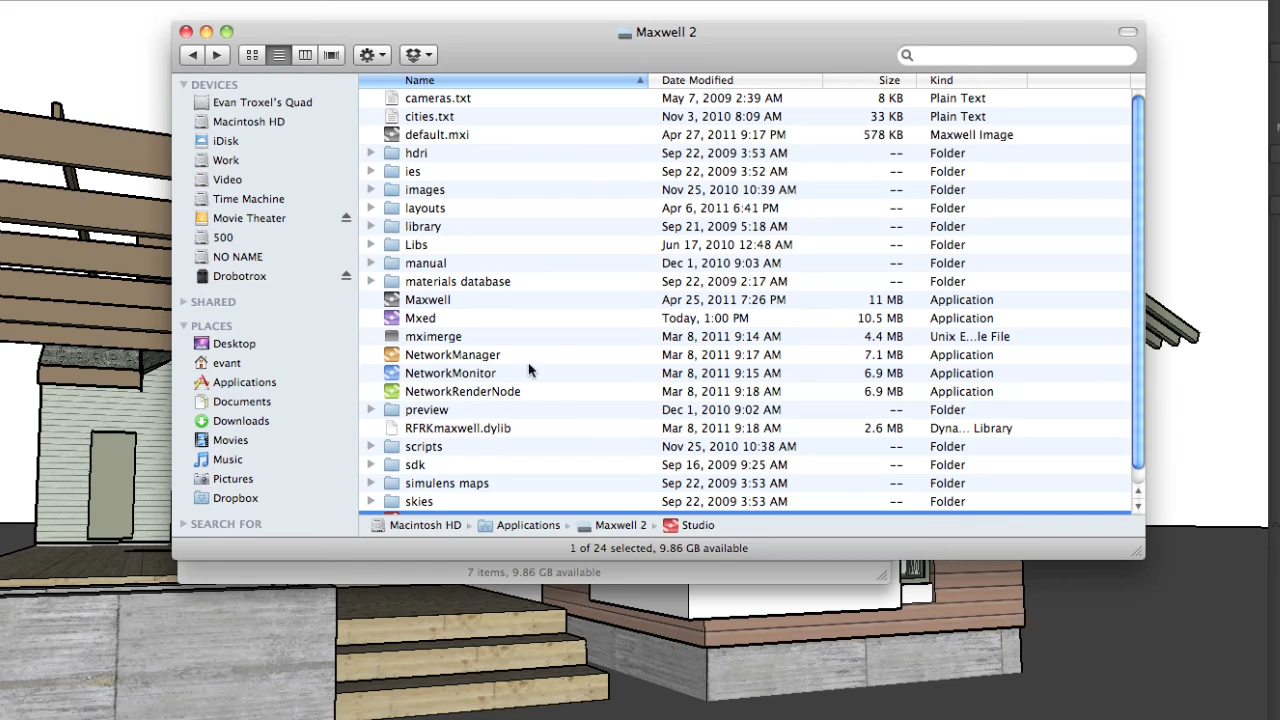 Maxwell 2
DEVICES
Evan Troxel's Quad
Macintosh HD
iDisk
Work
Video
Time Machine
Movie Theater
500
NO NAME
Drobotrox
SHARED
PLACES
Desktop
evant
Applications
Documents
Downloads
Movies
Music
Pictures
Dropbox
SEARCH FOR
Name Date Modified Size Kind
cameras.txt May 7, 2009 2:39 AM 8 KB Plain Text
cities.txt Nov 3, 2010 8:09 AM 33 KB Plain Text
default.mxi Apr 27, 2011 9:17 PM 578 KB Maxwell Image
hdri Sep 22, 2009 3:53 AM -- Folder
ies Sep 22, 2009 3:52 AM -- Folder
images Nov 25, 2010 10:39 AM -- Folder
layouts Apr 6, 2011 6:41 PM -- Folder
library Sep 21, 2009 5:18 AM -- Folder
Libs Jun 17, 2010 12:48 AM -- Folder
manual Dec 1, 2010 9:03 AM -- Folder
materials database Sep 22, 2009 2:17 AM -- Folder
Maxwell Apr 25, 2011 7:26 PM 11 MB Application
Mxed Today, 1:00 PM 10.5 MB Application
mximerge Mar 8, 2011 9:14 AM 4.4 MB Unix E...le File
NetworkManager Mar 8, 2011 9:17 AM 7.1 MB Application
NetworkMonitor Mar 8, 2011 9:15 AM 6.9 MB Application
NetworkRenderNode Mar 8, 2011 9:18 AM 6.9 MB Application
preview Dec 1, 2010 9:02 AM -- Folder
RFRKmaxwell.dylib Mar 8, 2011 9:18 AM 2.6 MB Dyna... Library
scripts Nov 25, 2010 10:38 AM -- Folder
sdk Sep 16, 2009 9:25 AM -- Folder
simulens maps Sep 22, 2009 3:53 AM -- Folder
skies Sep 22, 2009 3:53 AM -- Folder
Macintosh HD Applications Maxwell 2 Studio
1 of 24 selected, 9.86 GB available
7 items, 9.86 GB available